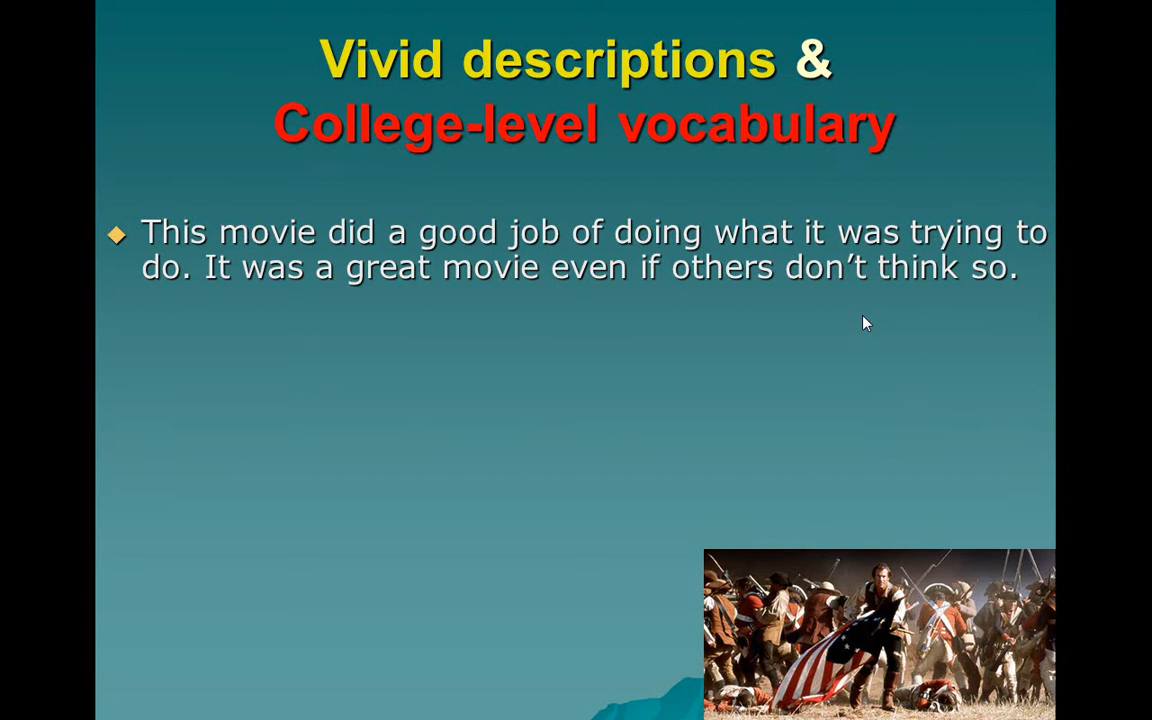 Vivid descriptions &
College-level vocabulary
This movie did a good job of doing what it was trying to
do. It was a great movie even if others don’t think so.